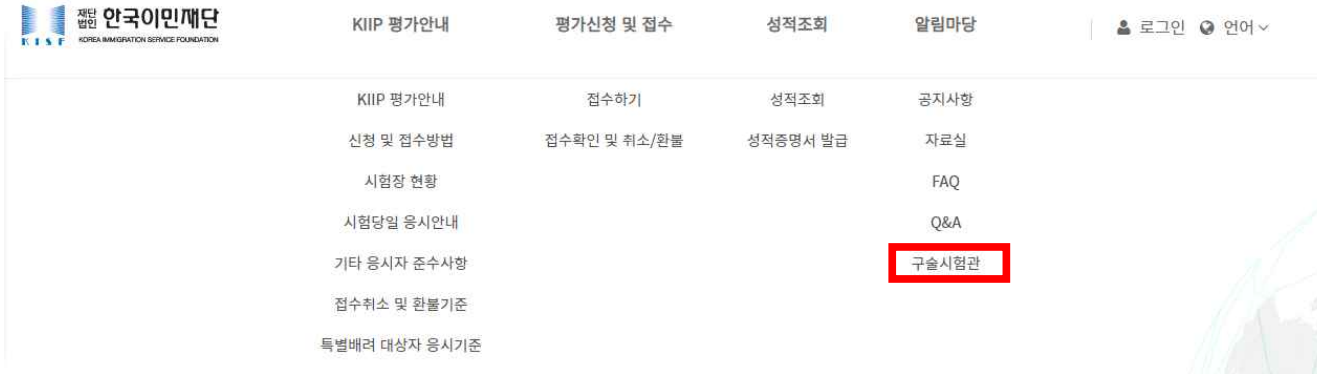 재단법인 한국이민재단
KISF KOREA IMMIGRATION SERVICE FOUNDATION
KIIP 평가안내 평가신청 및 접수 성적조회 알림마당 로그인 언어
KIIP 평가안내 접수하기 성적조회 공지사항
신청 및 접수방법 접수확인 및 취소/환불 성적증명서 발급 자료실
시험장 현황 FAQ
시험당일 응시안내 Q&A
기타 응시자 준수사항 구술시험관
접수취소 및 환불기준
특별배려 대상자 응시기준